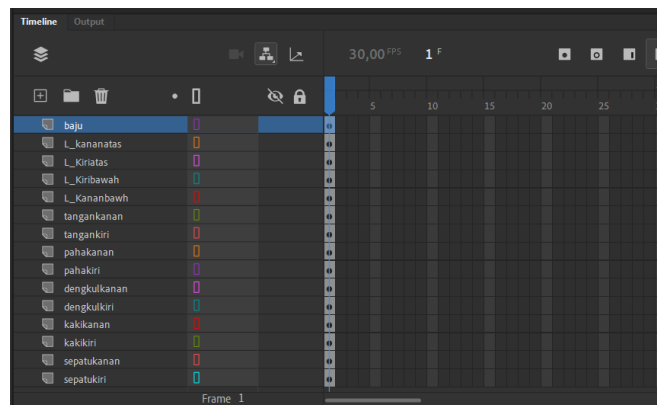 Timeline Output
30,00 FPS 1 F
5 10 15 20 25
baju
L_kananatas
L_Kiriatas
L_Kiribawah
L_Kananbawh
tangankanan
tangankiri
pahakanan
pahakiri
dengkulkanan
dengkulkiri
kakikanan
kakikiri
sepatukanan
sepatukiri
Frame 1